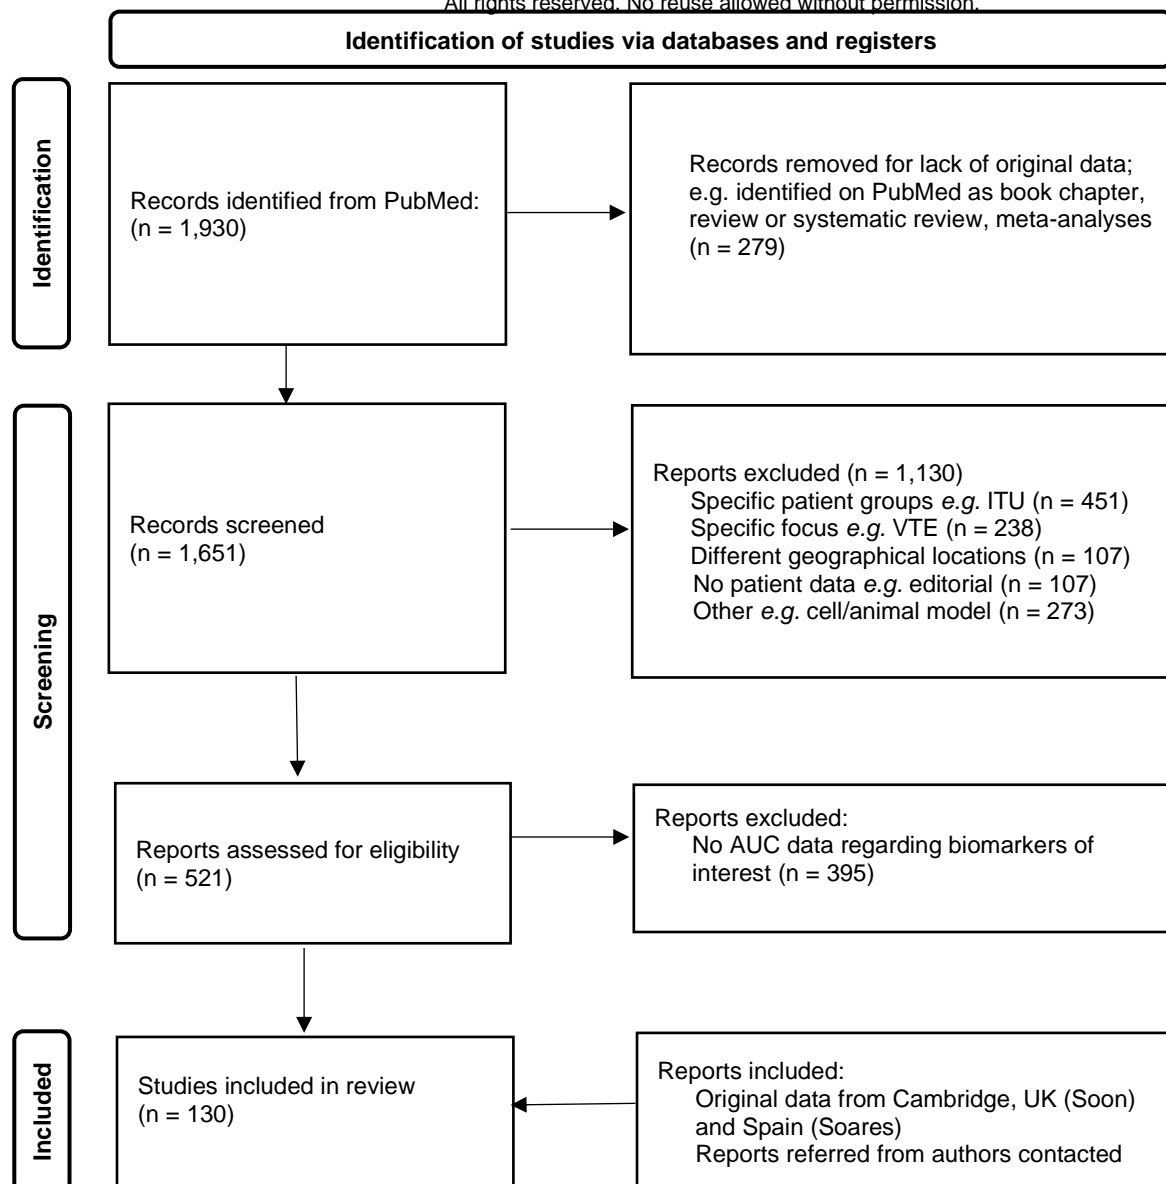 All rights reserved. No reuse allowed without permission.
Identification of studies via databases and registers
Identification
Records identified from PubMed:
(n = 1,930)
Records removed for lack of original data;
e.g. identified on PubMed as book chapter,
review or systematic review, meta-analyses
(n = 279)
Screening
Records screened
(n = 1,651)
Reports excluded (n = 1,130)
Specific patient groups e.g. ITU (n = 451)
Specific focus e.g. VTE (n = 238)
Different geographical locations (n = 107)
No patient data e.g. editorial (n = 107)
Other e.g. cell/animal model (n = 273)
Reports assessed for eligibility
(n = 521)
Reports excluded:
No AUC data regarding biomarkers of
interest (n = 395)
Included
Studies included in review
(n = 130)
Reports included:
Original data from Cambridge, UK (Soon)
and Spain (Soares)
Reports referred from authors contacted